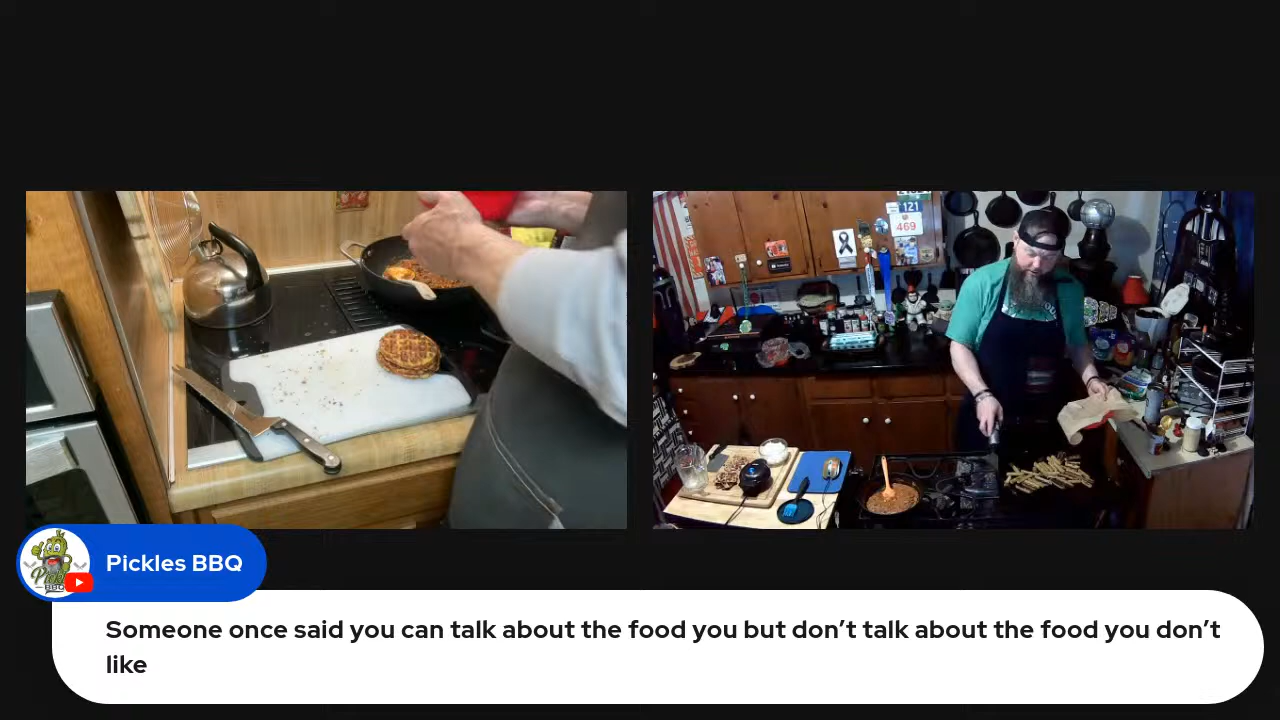 121
469
Pickles BBQ
Someone once said you can talk about the food you but don’t talk about the food you don’t
like